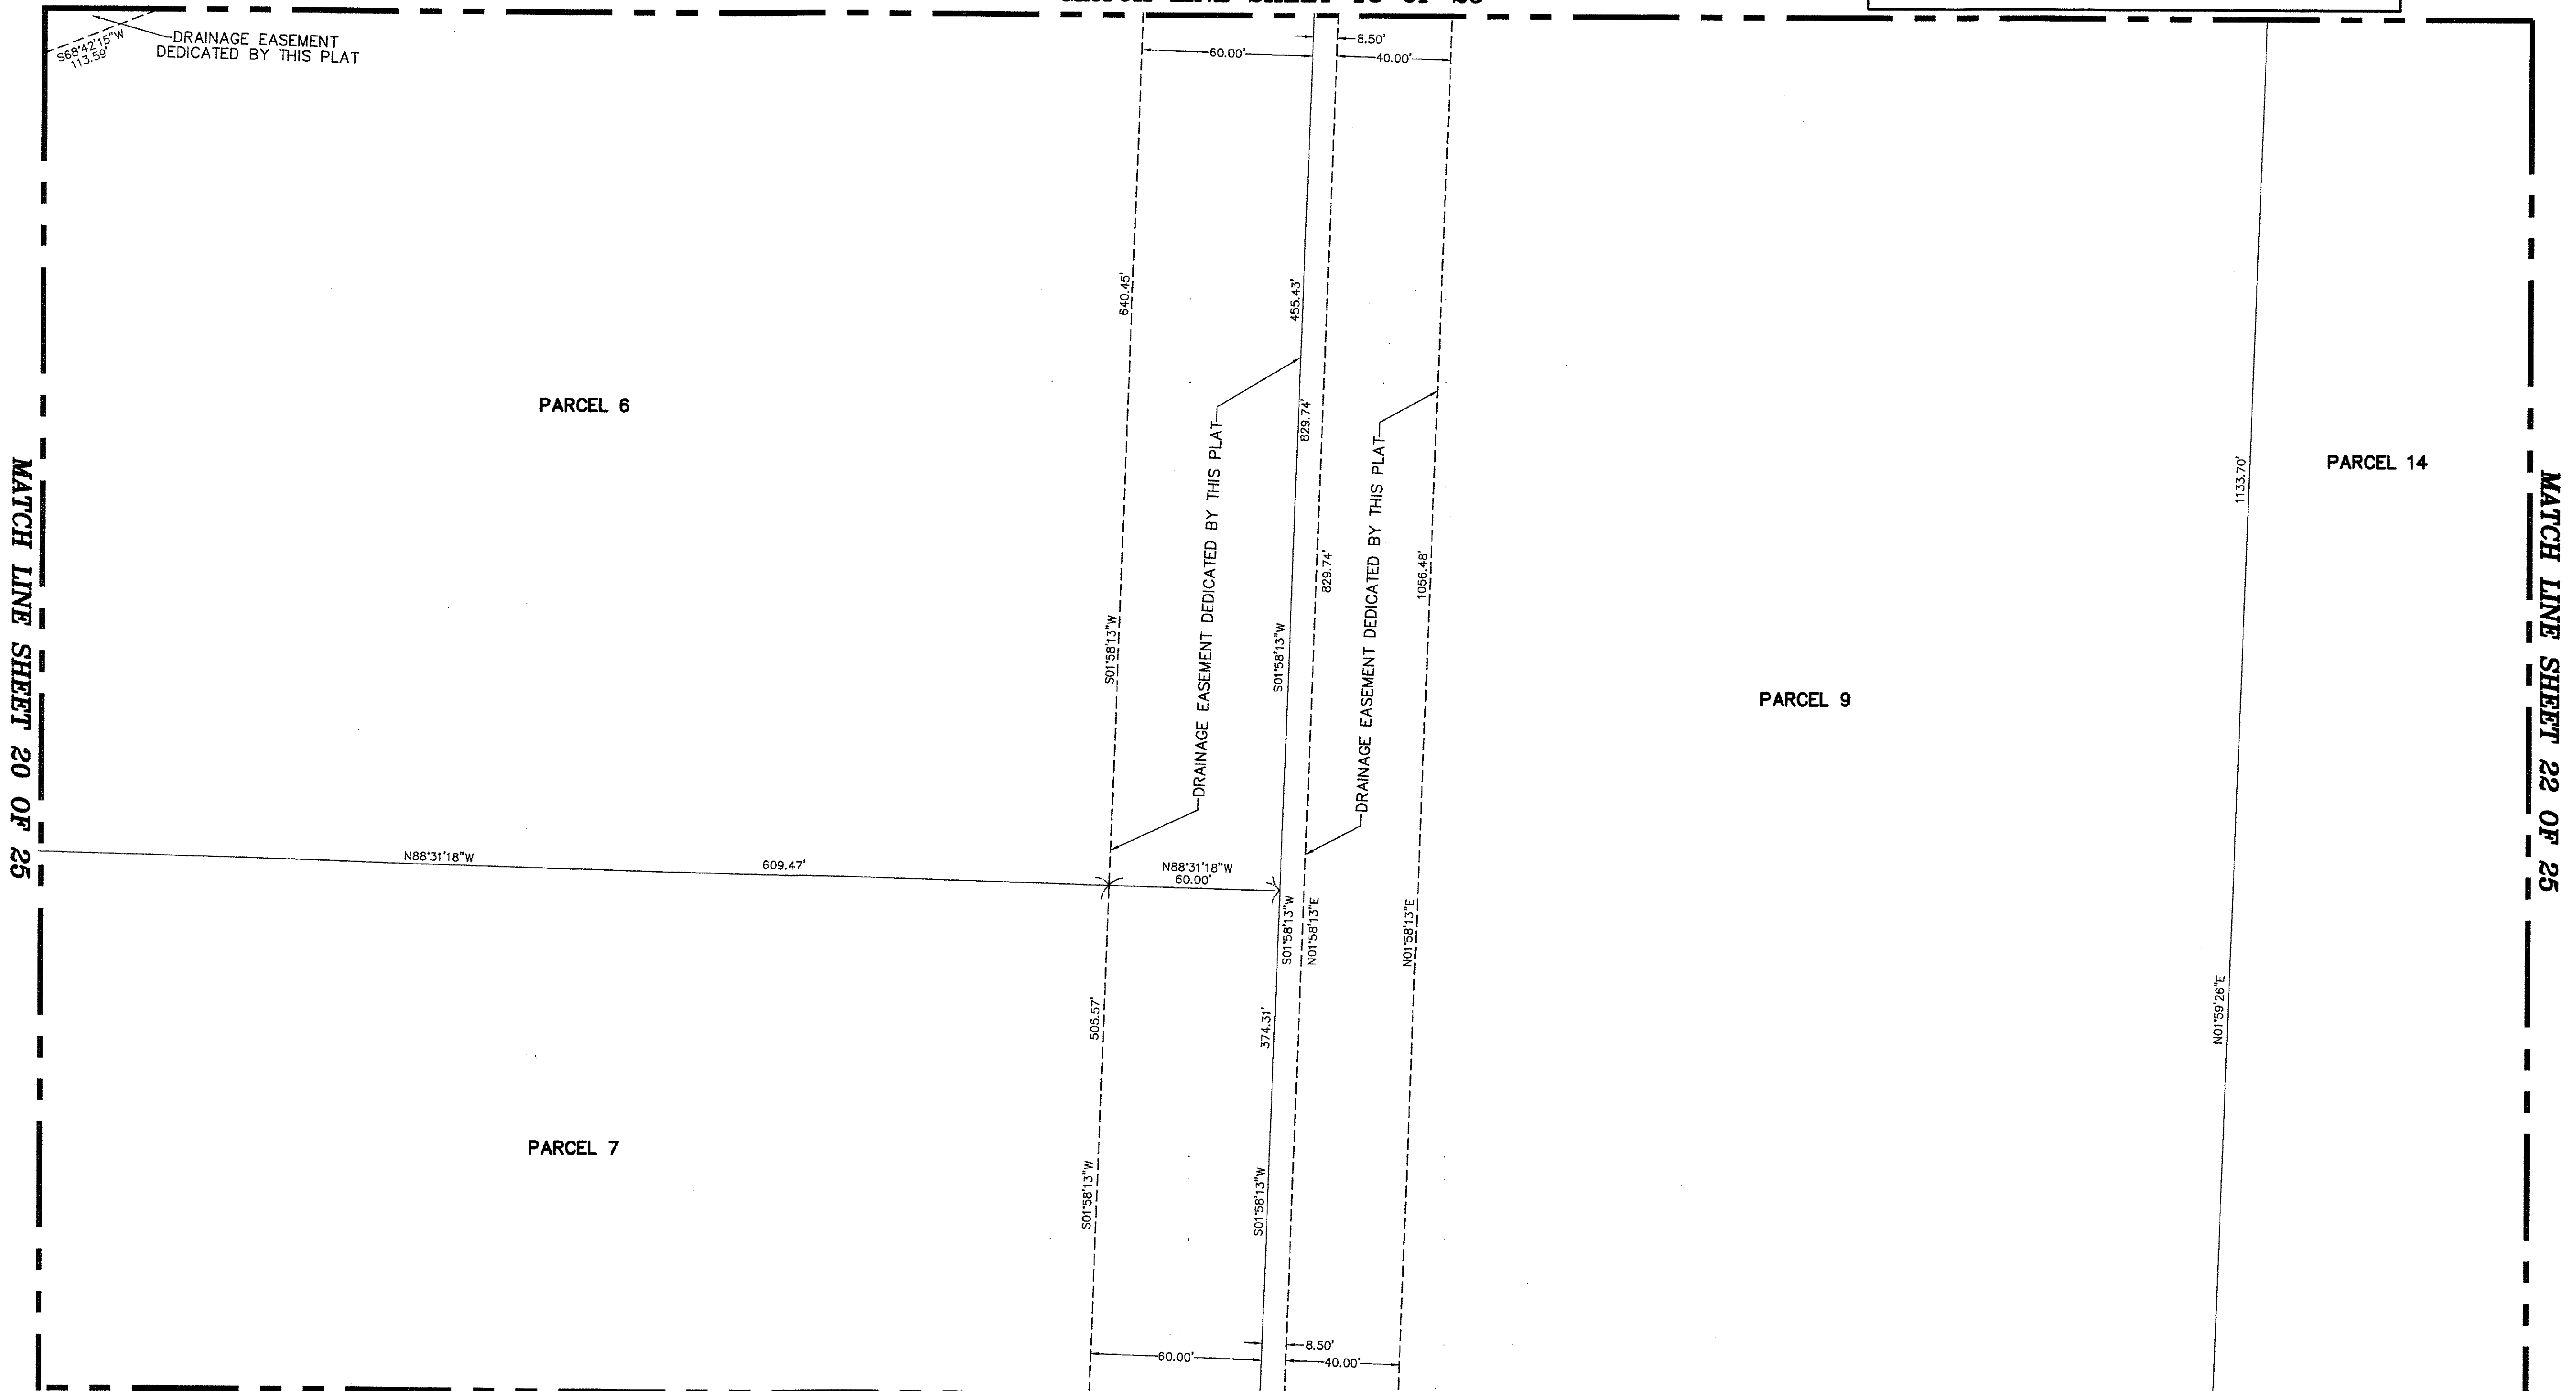 S68°42'15"W
113.59'
DRAINAGE EASEMENT
DEDICATED BY THIS PLAT
60.00'
8.50'
40.00'
640.45'
455.43'
829.74'
829.74'
1056.48'
1133.70'
PARCEL 6
PARCEL 14
MATCH LINE SHEET 20 OF 25
MATCH LINE SHEET 22 OF 25
DRAINAGE EASEMENT DEDICATED BY THIS PLAT
DRAINAGE EASEMENT DEDICATED BY THIS PLAT
S01°58'13"W
S01°58'13"W
PARCEL 9
N88°31'18"W
609.47'
N88°31'18"W
60.00'
S01°58'13"W
N01°58'13"E
N01°58'13"E
N01°59'26"E
505.57'
374.31'
PARCEL 7
S01°58'13"W
S01°58'13"W
60.00'
8.50'
40.00'